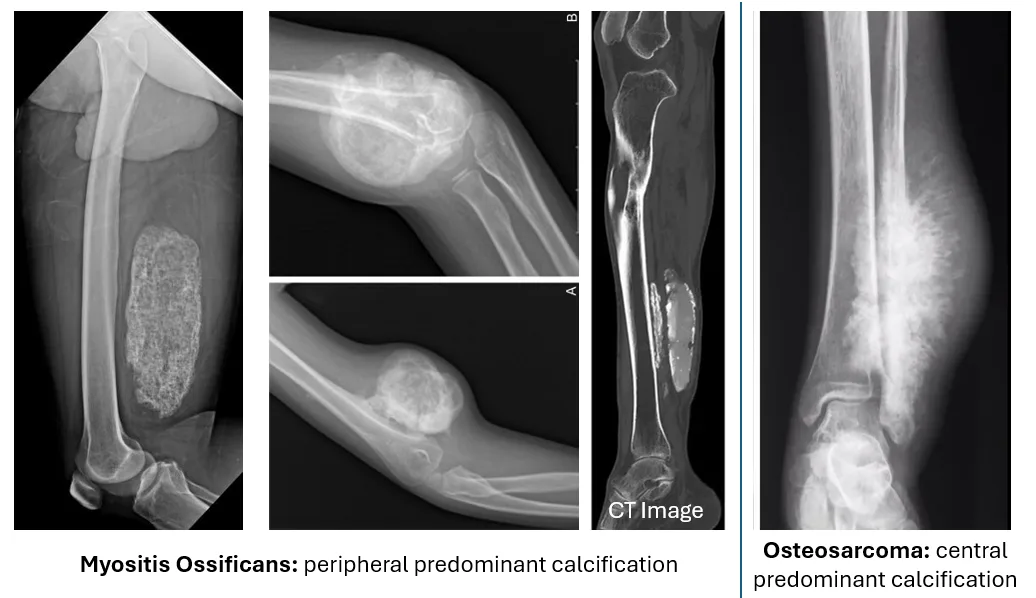 B
A
CT Image
Myositis Ossificans: peripheral predominant calcification
Osteosarcoma: central
predominant calcification